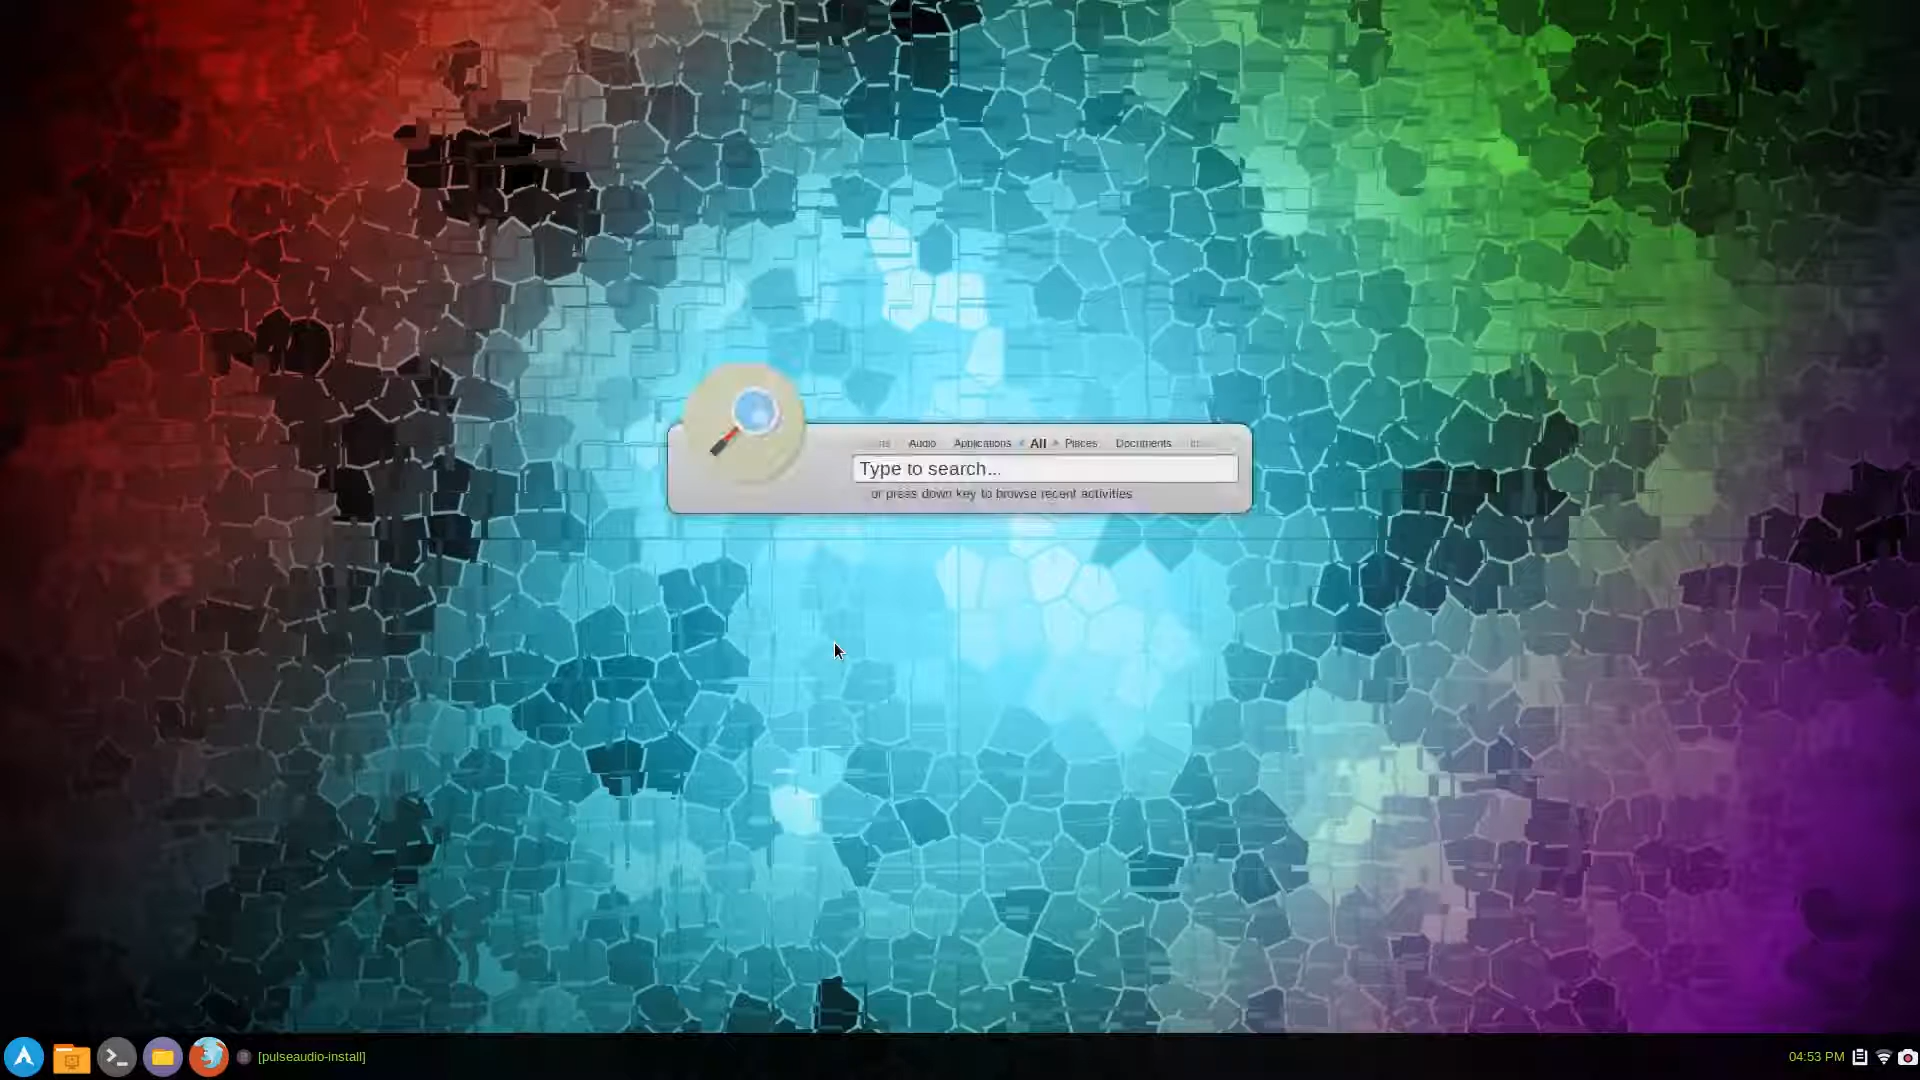 Audio Applications All Places Documents
Type to search...
or press down key to browse recent activities
[pulseaudio-install]
04:53 PM